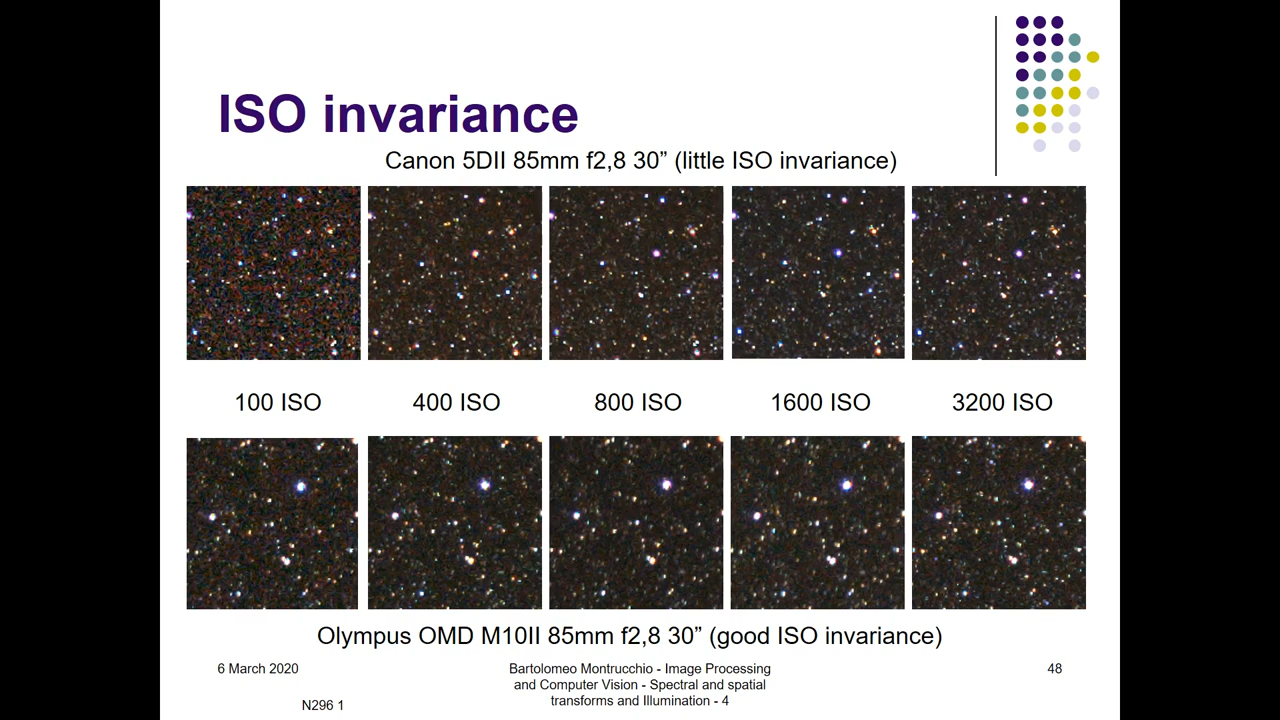 ISO invariance
Canon 5DII 85mm f2,8 30” (little ISO invariance)
100 ISO
400 ISO
800 ISO
1600 ISO
3200 ISO
Olympus OMD M10II 85mm f2,8 30” (good ISO invariance)
6 March 2020
Bartolomeo Montrucchio - Image Processing
and Computer Vision - Spectral and spatial
transforms and Illumination - 4
48
N296 1